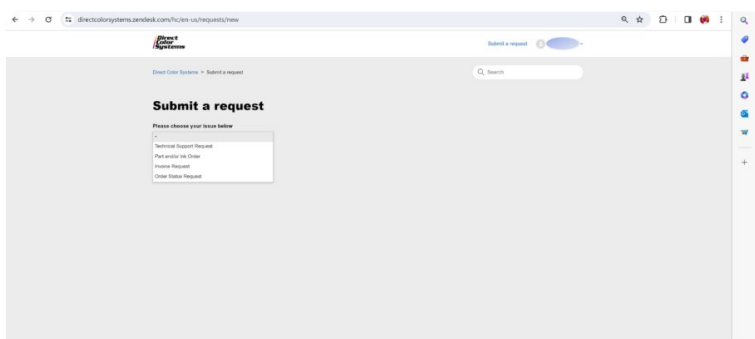 directcolorsystems.zendesk.com/hc/en-us/requests/new
Direct
Color
Systems
Submit a request
Direct Color Systems > Submit a request
Search
Submit a request
Please choose your issue below
-
Technical Support Request
Part and/or Ink Order
Invoice Request
Order Status Request